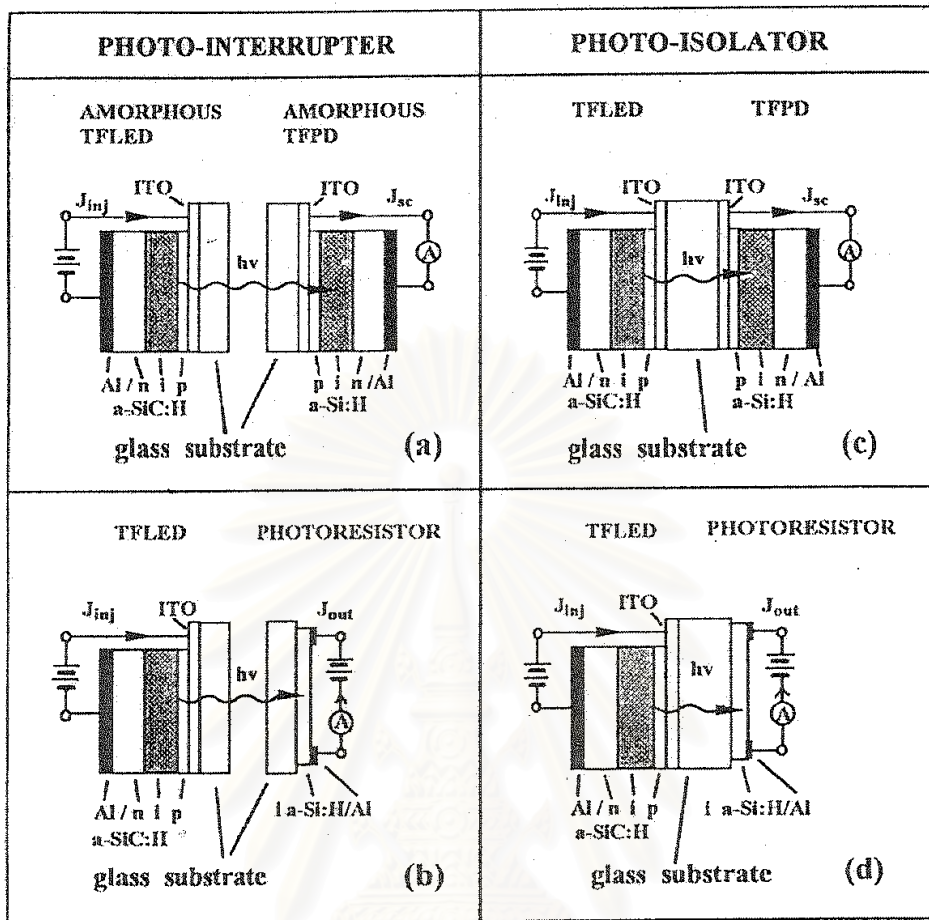 PHOTO-INTERRUPTER
PHOTO-ISOLATOR
AMORPHOUS
TFLED
AMORPHOUS
TFPD
ITO
ITO
Jinj
Jsc
hv
A
Al / n i p
a-SiC:H
p i n /Al
a-Si:H
glass substrate
(a)
TFLED
TFPD
ITO
ITO
Jinj
Jsc
hv
A
Al / n i p
a-SiC:H
p i n / Al
a-Si:H
glass substrate
(c)
TFLED
PHOTORESISTOR
Jinj
ITO
Jout
hv
A
Al / n i p
a-SiC:H
i a-Si:H/Al
glass substrate
(b)
TFLED
PHOTORESISTOR
Jinj
ITO
Jout
hv
A
Al / n i p
a-SiC:H
i a-Si:H/Al
glass substrate
(d)